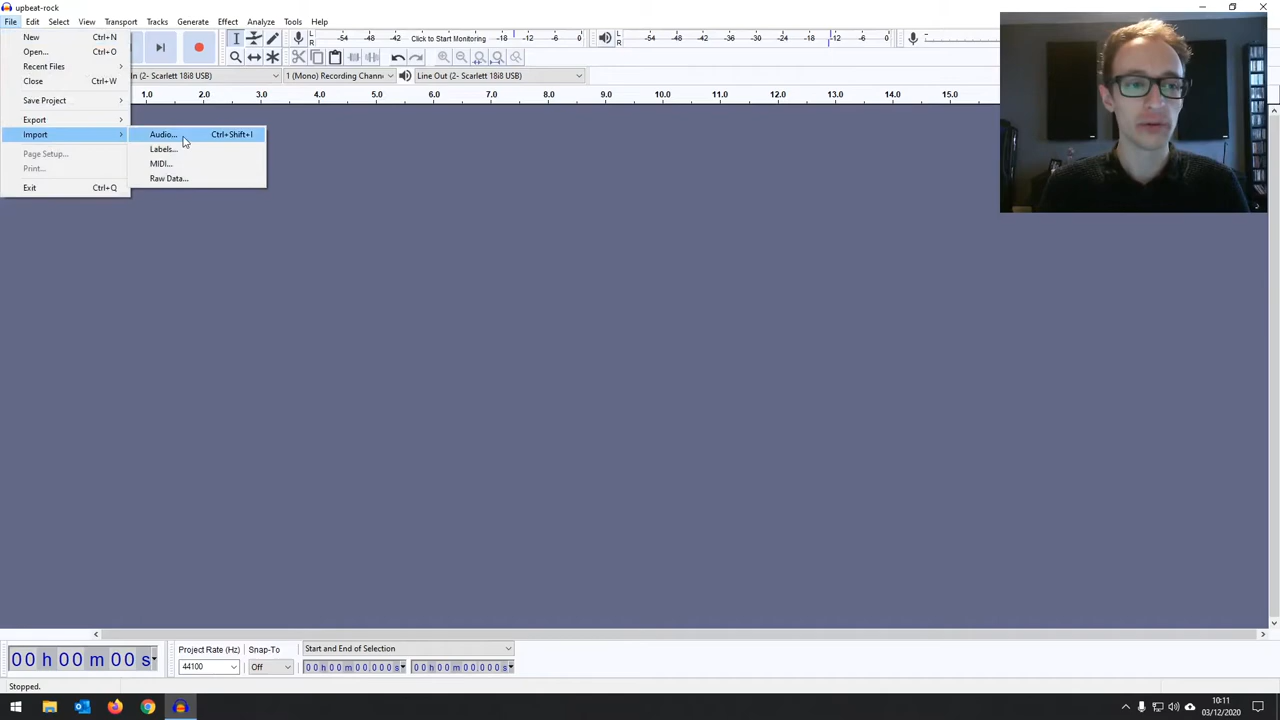 upbeat-rock
File Edit Select View Transport Tracks Generate Effect Analyze Tools Help
New Ctrl+N
Open... Ctrl+O
Recent Files
Close Ctrl+W
Save Project
Export
Import
Page Setup...
Print...
Exit Ctrl+Q
Audio... Ctrl+Shift+I
Labels...
MIDI...
Raw Data...
L R -54 -48 -42 Click to Start Monitoring -18 -12 -6 0
L R -54 -48 -42 -36 -30 -24 -18 -12 -6 0
In (2- Scarlett 18i8 USB) 1 (Mono) Recording Chann Line Out (2- Scarlett 18i8 USB)
1.0 2.0 3.0 4.0 5.0 6.0 7.0 8.0 9.0 10.0 11.0 12.0 13.0 14.0 15.0
Project Rate (Hz) Snap-To Start and End of Selection
00 h 00 m 00 s
44100 Off 00 h 00 m 00.000 s 00 h 00 m 00.000 s
Stopped.
10:11
03/12/2020